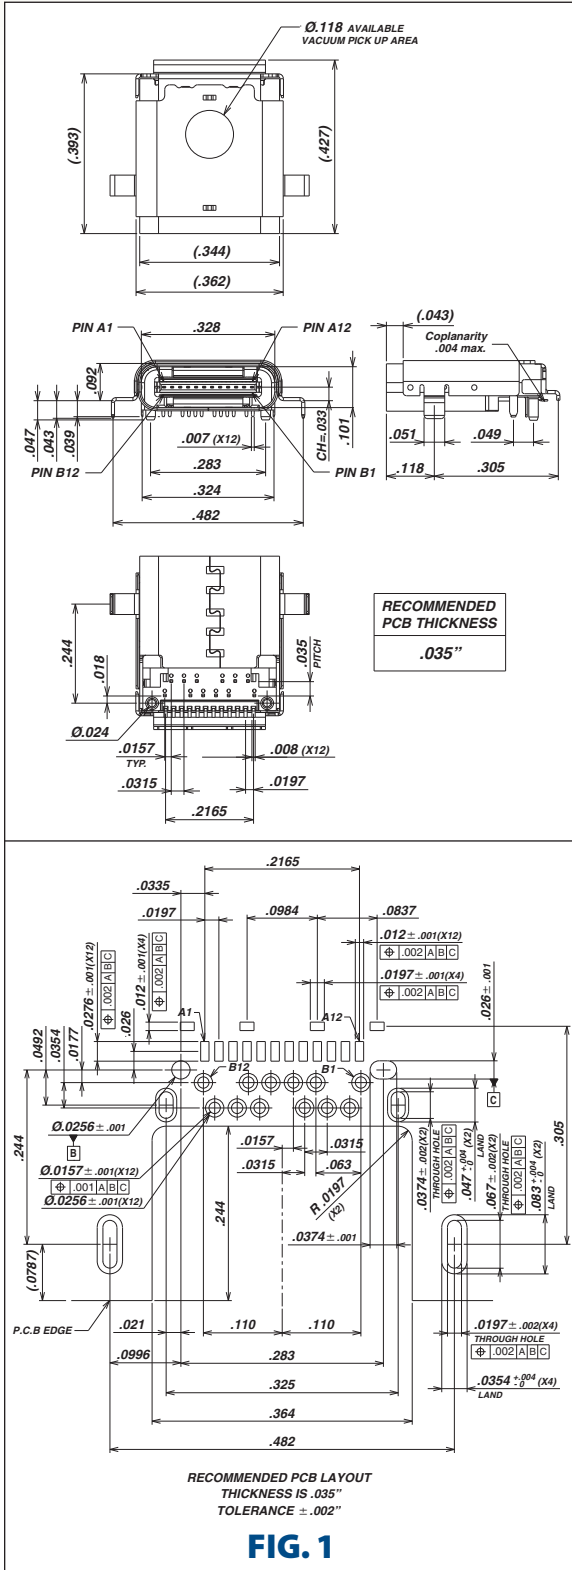 Ø.118 AVAILABLE
VACUUM PICK UP AREA
(.393)
(.427)
(.344)
(.362)
PIN A1
.328
PIN A12
(.043)
Coplanarity
.004 max.
.092
.047
.043
.039
.007 (X12)
CH=.033
.101
.051
.049
PIN B12
.283
PIN B1
.118
.305
.324
.482
.244
.018
.035
PITCH
RECOMMENDED
PCB THICKNESS
.035”
Ø.024
.0157
TYP.
.008 (X12)
.0315
.0197
.2165
.2165
.0335
.0197
.0984
.0837
.0276±.001(X12)
⌖ .002 A B C
.012±.001(X4)
⌖ .002 A B C
.012±.001(X12)
⌖ .002 A B C
.0197±.001(X4)
⌖ .002 A B C
.026±.001
A1
A12
.0492
.0354
.0177
.026
B12
B1
C
Ø.0256±.001
B
.244
Ø.0157±.001(X12)
⌖ .001 A B C
Ø.0256±.001(X12)
.0157
.0315
.0315
.063
.244
R .0197
(X2)
.0374±.001
.0374±.002(X2)
THROUGH HOLE
⌖ .002 A B C
.047 +.004 -0 (X2)
LAND
.067±.002(X2)
THROUGH HOLE
⌖ .002 A B C
.083 +.004 -0 (X2)
LAND
.305
(.0787)
P.C.B EDGE
.021
.110
.110
.0197±.002(X4)
THROUGH HOLE
⌖ .002 A B C
.0996
.283
.0354 +.004 -0 (X4)
LAND
.325
.364
.482
RECOMMENDED PCB LAYOUT
THICKNESS IS .035”
TOLERANCE ±.002”
FIG. 1